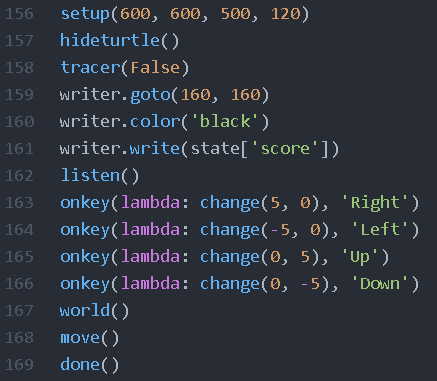 156 setup(600, 600, 500, 120)
157 hideturtle()
158 tracer(False)
159 writer.goto(160, 160)
160 writer.color('black')
161 writer.write(state['score'])
162 listen()
163 onkey(lambda: change(5, 0), 'Right')
164 onkey(lambda: change(-5, 0), 'Left')
165 onkey(lambda: change(0, 5), 'Up')
166 onkey(lambda: change(0, -5), 'Down')
167 world()
168 move()
169 done()